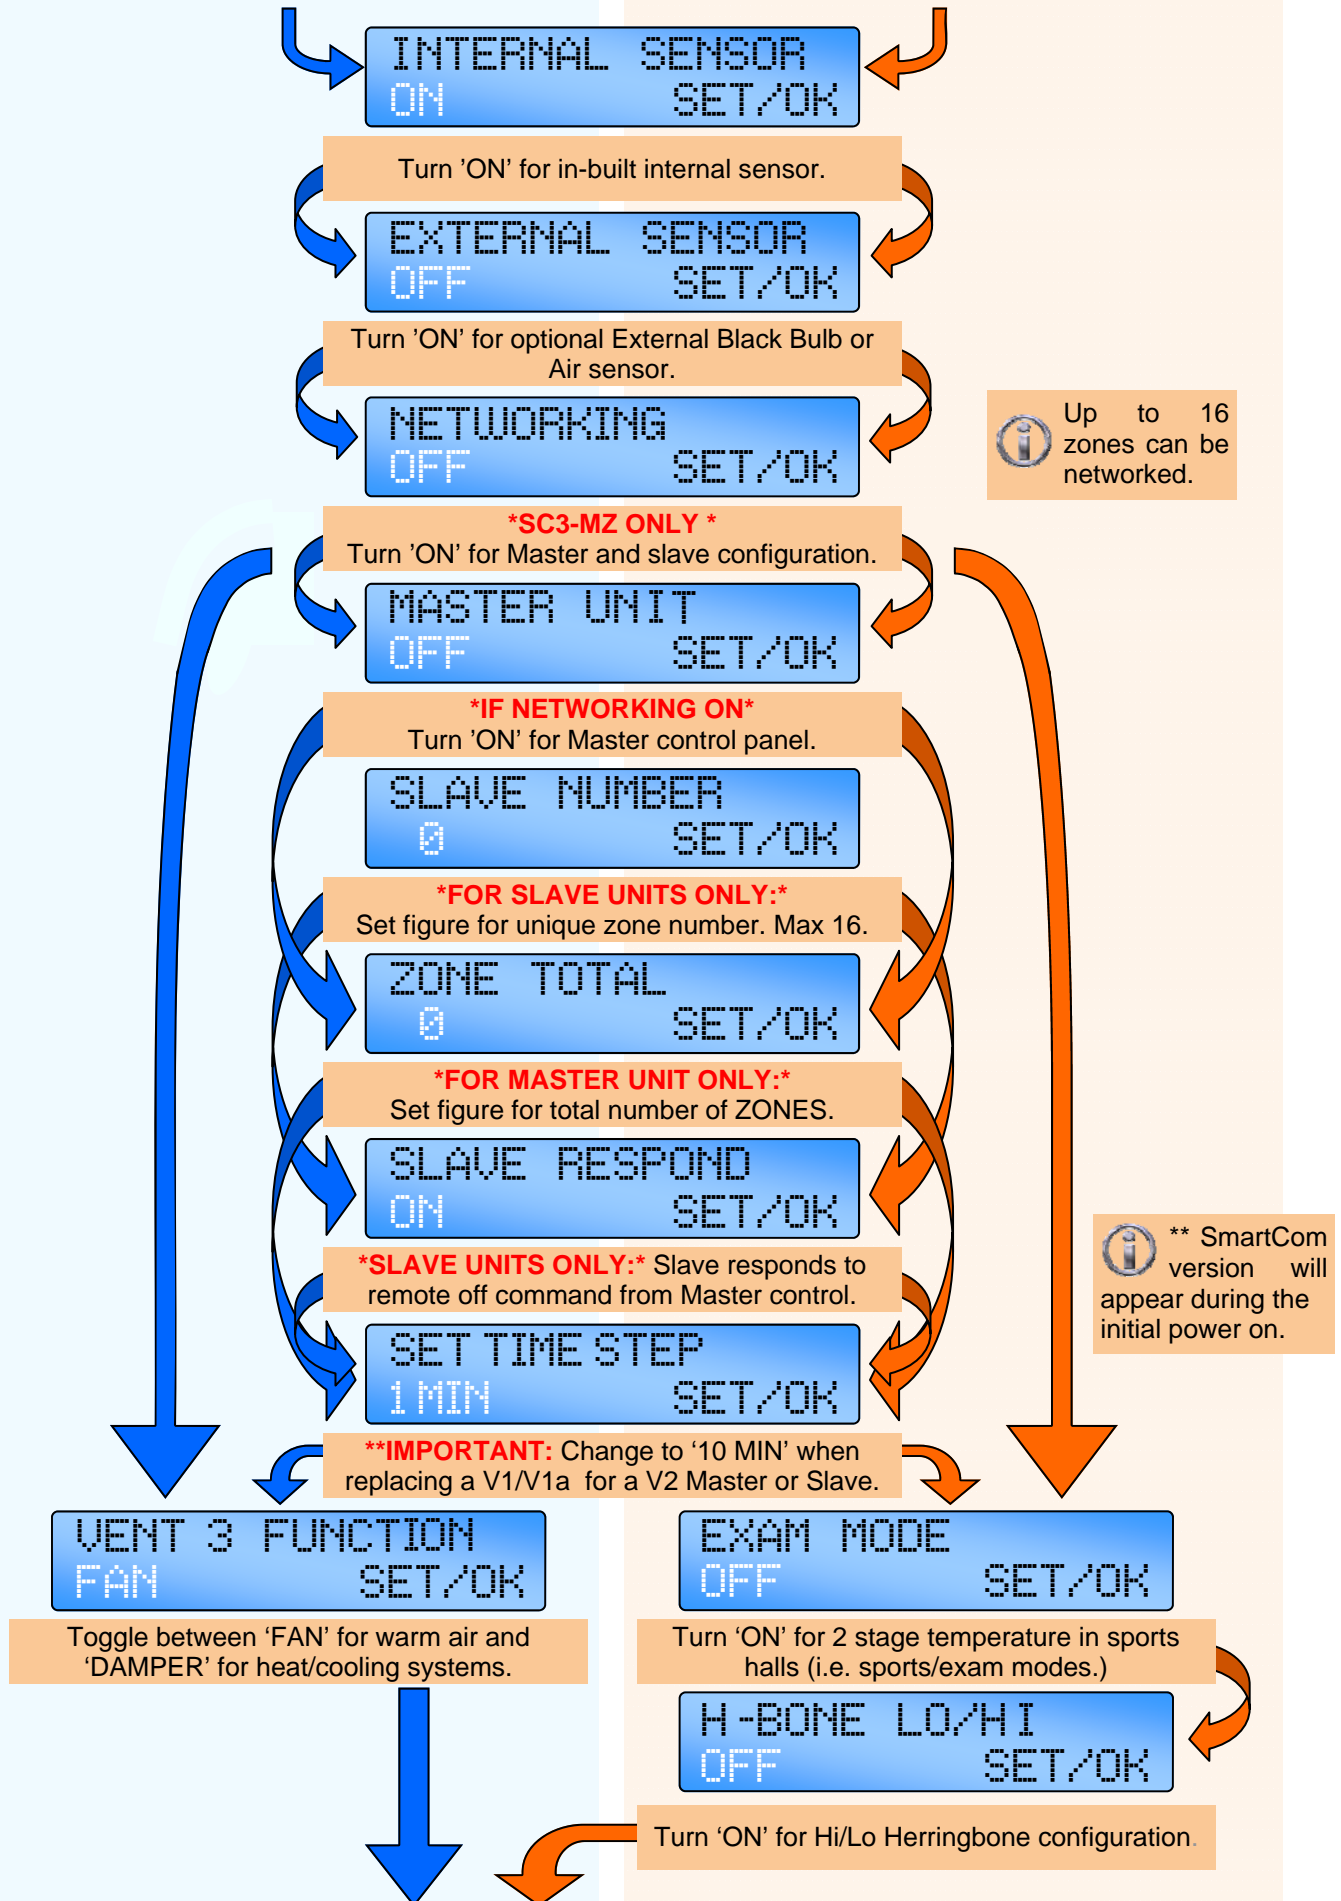 INTERNAL SENSOR
ON SET/OK
Turn ’ON’ for in-built internal sensor.
EXTERNAL SENSOR
OFF SET/OK
Turn ’ON’ for optional External Black Bulb or
Air sensor.
NETWORKING
OFF SET/OK
Up to 16
zones can be
networked.
*SC3-MZ ONLY *
Turn ’ON’ for Master and slave configuration.
MASTER UNIT
OFF SET/OK
*IF NETWORKING ON*
Turn ’ON’ for Master control panel.
SLAVE NUMBER
0 SET/OK
*FOR SLAVE UNITS ONLY:*
Set figure for unique zone number. Max 16.
ZONE TOTAL
0 SET/OK
*FOR MASTER UNIT ONLY:*
Set figure for total number of ZONES.
SLAVE RESPOND
ON SET/OK
** SmartCom
version will
appear during the
initial power on.
*SLAVE UNITS ONLY:* Slave responds to
remote off command from Master control.
SET TIME STEP
1 MIN SET/OK
**IMPORTANT: Change to ‘10 MIN’ when
replacing a V1/V1a for a V2 Master or Slave.
VENT 3 FUNCTION
FAN SET/OK
Toggle between ‘FAN’ for warm air and
‘DAMPER’ for heat/cooling systems.
EXAM MODE
OFF SET/OK
Turn ‘ON’ for 2 stage temperature in sports
halls (i.e. sports/exam modes.)
H-BONE LO/HI
OFF SET/OK
Turn ‘ON’ for Hi/Lo Herringbone configuration.